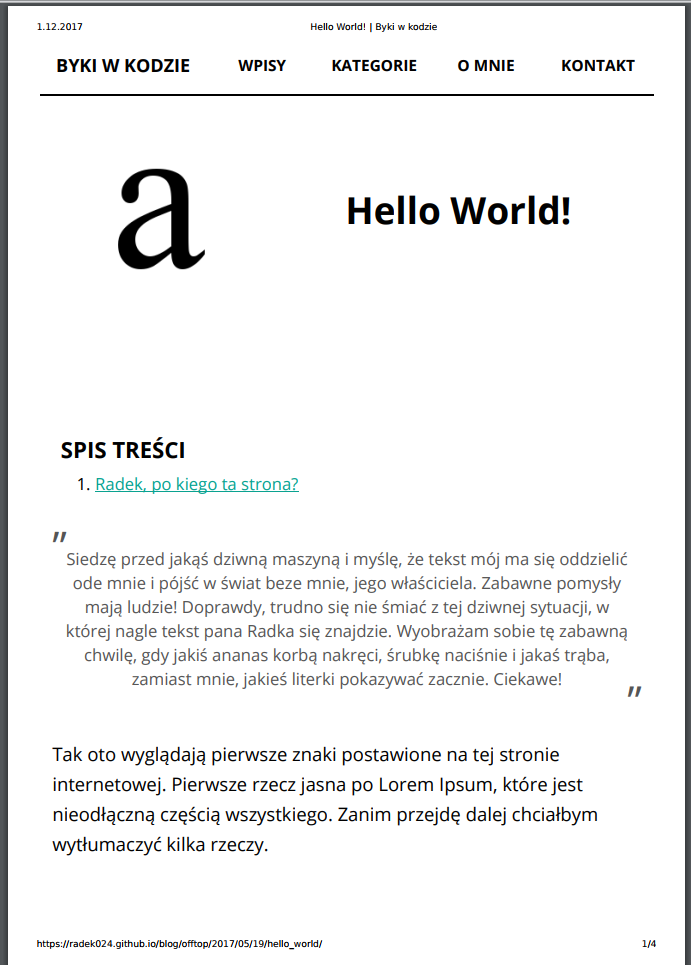 1.12.2017 Hello World! | Byki w kodzie
BYKI W KODZIE WPISY KATEGORIE O MNIE KONTAKT
a
Hello World!
SPIS TREŚCI
1. Radek, po kiego ta strona?
"
Siedzę przed jakąś dziwną maszyną i myślę, że tekst mój ma się oddzielić
ode mnie i pójść w świat beze mnie, jego właściciela. Zabawne pomysły
mają ludzie! Doprawdy, trudno się nie śmiać z tej dziwnej sytuacji, w
której nagle tekst pana Radka się znajdzie. Wyobrażam sobie tę zabawną
chwilę, gdy jakiś ananas korbą nakręci, śrubkę naciśnie i jakaś trąba,
zamiast mnie, jakieś literki pokazywać zacznie. Ciekawe!
"
Tak oto wyglądają pierwsze znaki postawione na tej stronie
internetowej. Pierwsze rzecz jasna po Lorem Ipsum, które jest
nieodłączną częścią wszystkiego. Zanim przejdę dalej chciałbym
wytłumaczyć kilka rzeczy.
https://radek024.github.io/blog/offtop/2017/05/19/hello_world/ 1/4